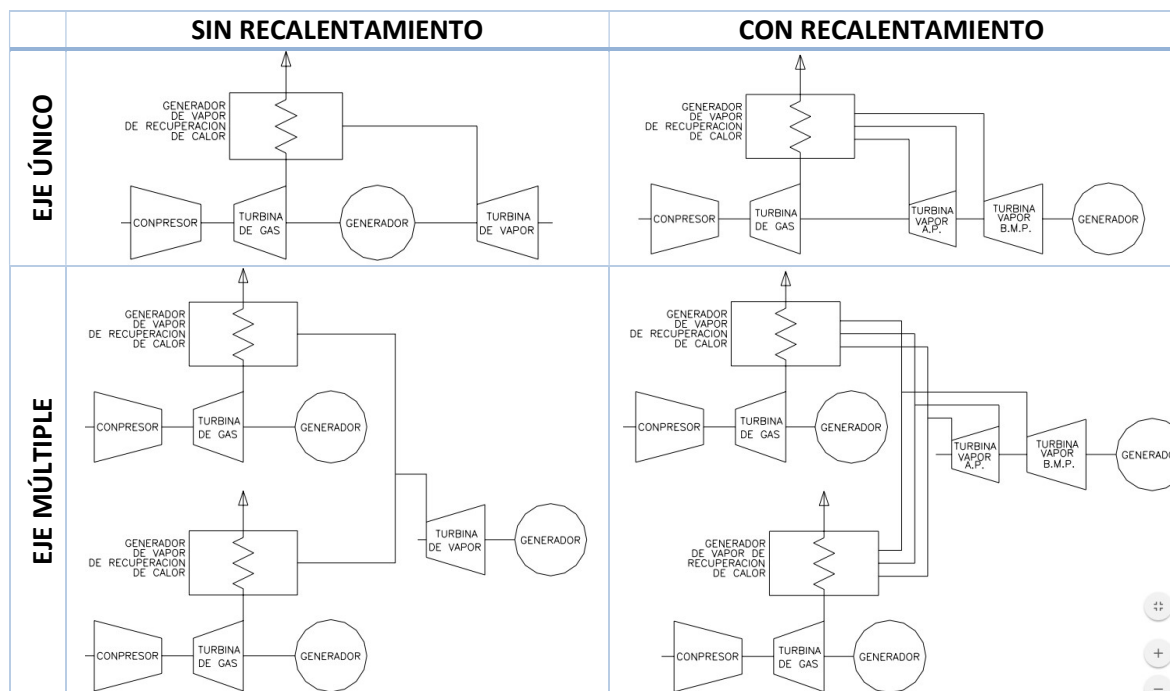 SIN RECALENTAMIENTO
CON RECALENTAMIENTO
EJE ÚNICO
GENERADOR
DE VAPOR
DE RECUPERACION
DE CALOR
CONPRESOR
TURBINA
DE GAS
GENERADOR
TURBINA
DE VAPOR
GENERADOR
DE VAPOR
DE RECUPERACION
DE CALOR
CONPRESOR
TURBINA
DE GAS
TURBINA
VAPOR
A.P.
TURBINA
VAPOR
B.M.P.
GENERADOR
EJE MÚLTIPLE
GENERADOR
DE VAPOR
DE RECUPERACION
DE CALOR
CONPRESOR
TURBINA
DE GAS
GENERADOR
GENERADOR
DE VAPOR
DE RECUPERACION
DE CALOR
TURBINA
DE VAPOR
GENERADOR
CONPRESOR
TURBINA
DE GAS
GENERADOR
GENERADOR
DE VAPOR
DE RECUPERACION
DE CALOR
CONPRESOR
TURBINA
DE GAS
GENERADOR
TURBINA
VAPOR
A.P.
TURBINA
VAPOR
B.M.P.
GENERADO
GENERADOR
DE VAPOR DE
RECUPERACION
DE CALOR
CONPRESOR
TURBINA
DE GAS
GENERADOR